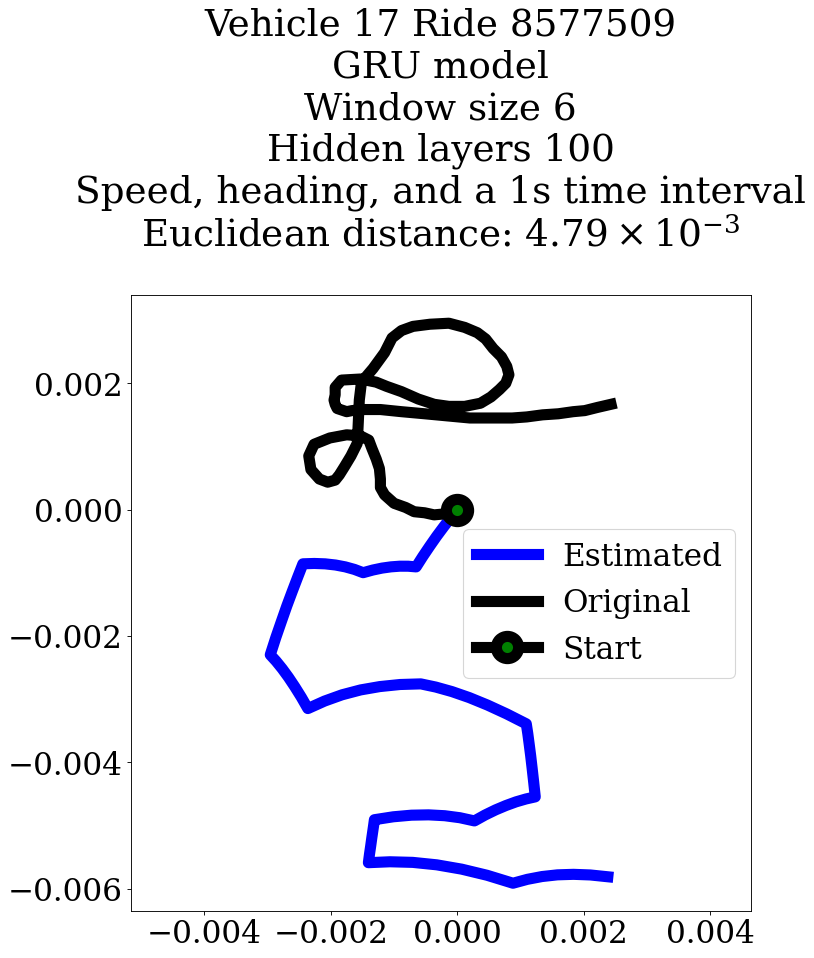 Vehicle 17 Ride 8577509
GRU model
Window size 6
Hidden layers 100
Speed, heading, and a 1s time interval
Euclidean distance: 4.79 × 10⁻³
0.002
0.000
−0.002
−0.004
−0.006
Estimated
Original
Start
−0.004 −0.002 0.000 0.002 0.004